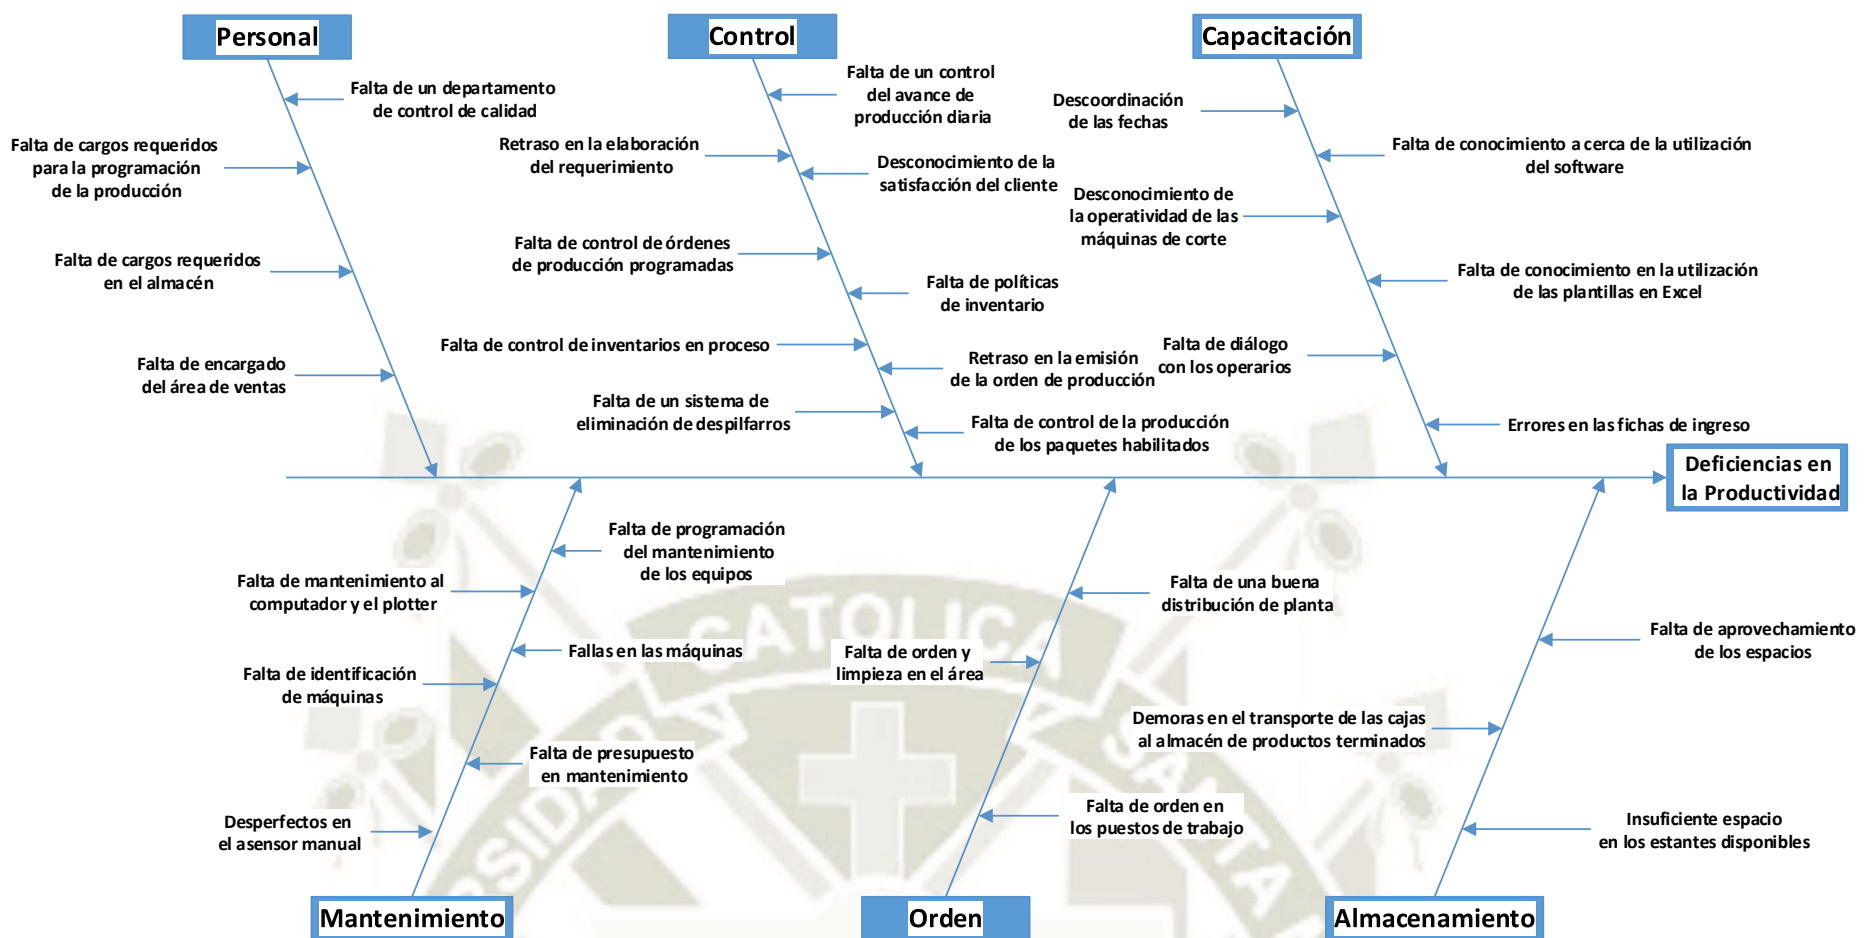 Personal
Control
Capacitación
Falta de un departamento
de control de calidad
Falta de cargos requeridos
para la programación
de la producción
Falta de cargos requeridos
en el almacén
Falta de encargado
del área de ventas
Falta de un control
del avance de
producción diaria
Retraso en la elaboración
del requerimiento
Desconocimiento de la
satisfacción del cliente
Falta de control de órdenes
de producción programadas
Falta de políticas
de inventario
Falta de control de inventarios en proceso
Retraso en la emisión
de la orden de producción
Falta de un sistema de
eliminación de despilfarros
Falta de control de la producción
de los paquetes habilitados
Descoordinación
de las fechas
Falta de conocimiento a cerca de la utilización
del software
Desconocimiento de
la operatividad de las
máquinas de corte
Falta de conocimiento en la utilización
de las plantillas en Excel
Falta de diálogo
con los operarios
Errores en las fichas de ingreso
Deficiencias en
la Productividad
Falta de programación
del mantenimiento
de los equipos
Falta de mantenimiento al
computador y el plotter
Fallas en las máquinas
Falta de identificación
de máquinas
Falta de presupuesto
en mantenimiento
Desperfectos en
el asensor manual
Falta de una buena
distribución de planta
Falta de orden y
limpieza en el área
Falta de orden en
los puestos de trabajo
Falta de aprovechamiento
de los espacios
Demoras en el transporte de las cajas
al almacén de productos terminados
Insuficiente espacio
en los estantes disponibles
Mantenimiento
Orden
Almacenamiento
CATOLICA
SANTA